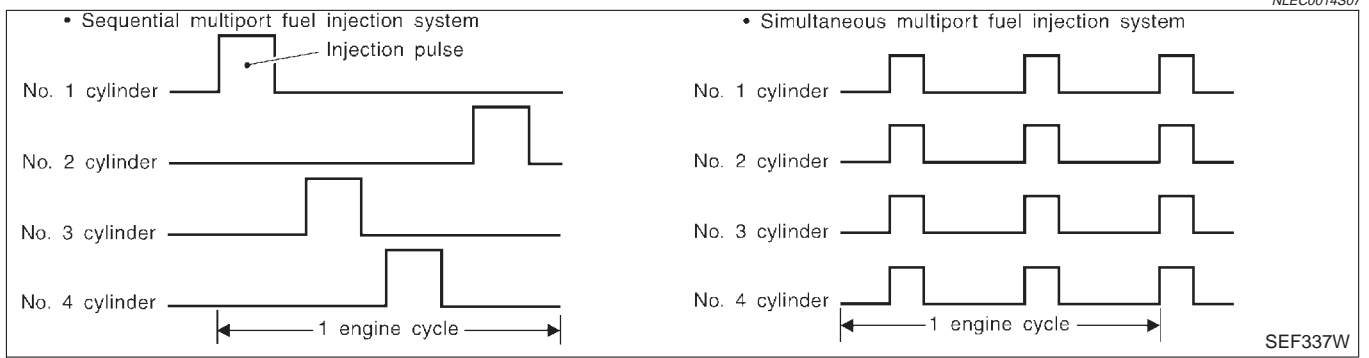 NLEC0014S07
• Sequential multiport fuel injection system
Injection pulse
No. 1 cylinder
No. 2 cylinder
No. 3 cylinder
No. 4 cylinder
1 engine cycle
• Simultaneous multiport fuel injection system
No. 1 cylinder
No. 2 cylinder
No. 3 cylinder
No. 4 cylinder
1 engine cycle
SEF337W